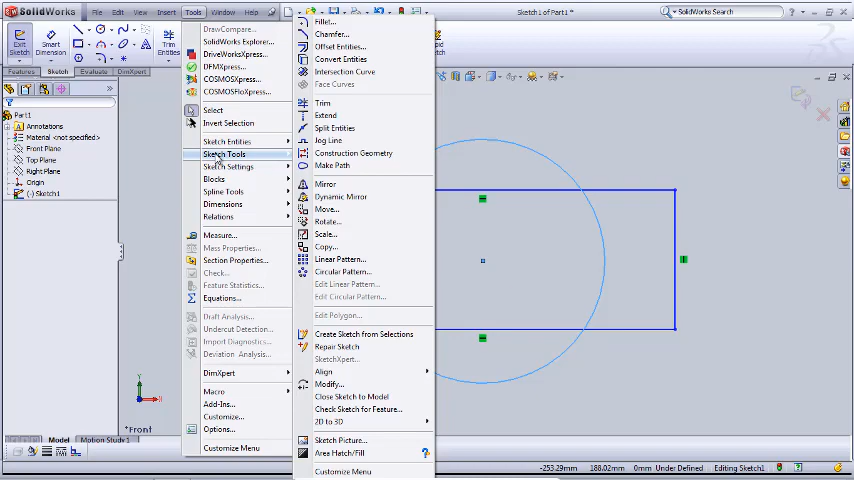 SolidWorks
File
Edit
View
Insert
Tools
Window
Help
Sketch1 of Part1 *
SolidWorks Search
Exit Sketch
Smart Dimension
Trim Entities
Features
Sketch
Evaluate
DimXpert
Part1
Annotations
Material <not specified>
Front Plane
Top Plane
Right Plane
Origin
(-) Sketch1
DrawCompare...
SolidWorks Explorer...
DriveWorksXpress...
DFMXpress...
COSMOSXpress...
COSMOSFloXpress...
Select
Invert Selection
Sketch Entities
Sketch Tools
Sketch Settings
Blocks
Spline Tools
Dimensions
Relations
Measure...
Mass Properties...
Section Properties...
Check...
Feature Statistics...
Equations...
Draft Analysis...
Undercut Detection...
Import Diagnostics...
Deviation Analysis...
DimXpert
Macro
Add-Ins...
Customize...
Options...
Customize Menu
Fillet...
Chamfer...
Offset Entities...
Convert Entities
Intersection Curve
Face Curves
Trim
Extend
Split Entities
Jog Line
Construction Geometry
Make Path
Mirror
Dynamic Mirror
Move...
Rotate...
Scale...
Copy...
Linear Pattern...
Circular Pattern...
Edit Linear Pattern...
Edit Circular Pattern...
Edit Polygon...
Create Sketch from Selections
Repair Sketch
SketchXpert...
Align
Modify...
Close Sketch to Model
Check Sketch for Feature...
2D to 3D
Sketch Picture...
Area Hatch/Fill
Customize Menu
Y
X
*Front
Model
Motion Study 1
-253.29mm
188.02mm
0mm
Under Defined
Editing Sketch1